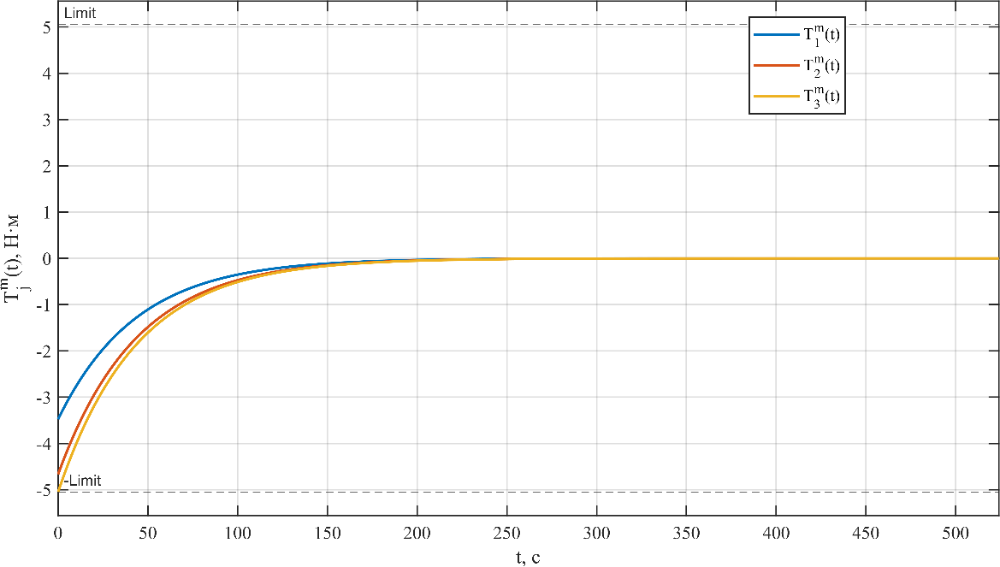 Limit
T₁ᵐ(t)
T₂ᵐ(t)
T₃ᵐ(t)
5
4
3
2
1
0
-1
-2
-3
-4
-5
-Limit
Tⱼᵐ(t), Н·м
0 50 100 150 200 250 300 350 400 450 500
t, с